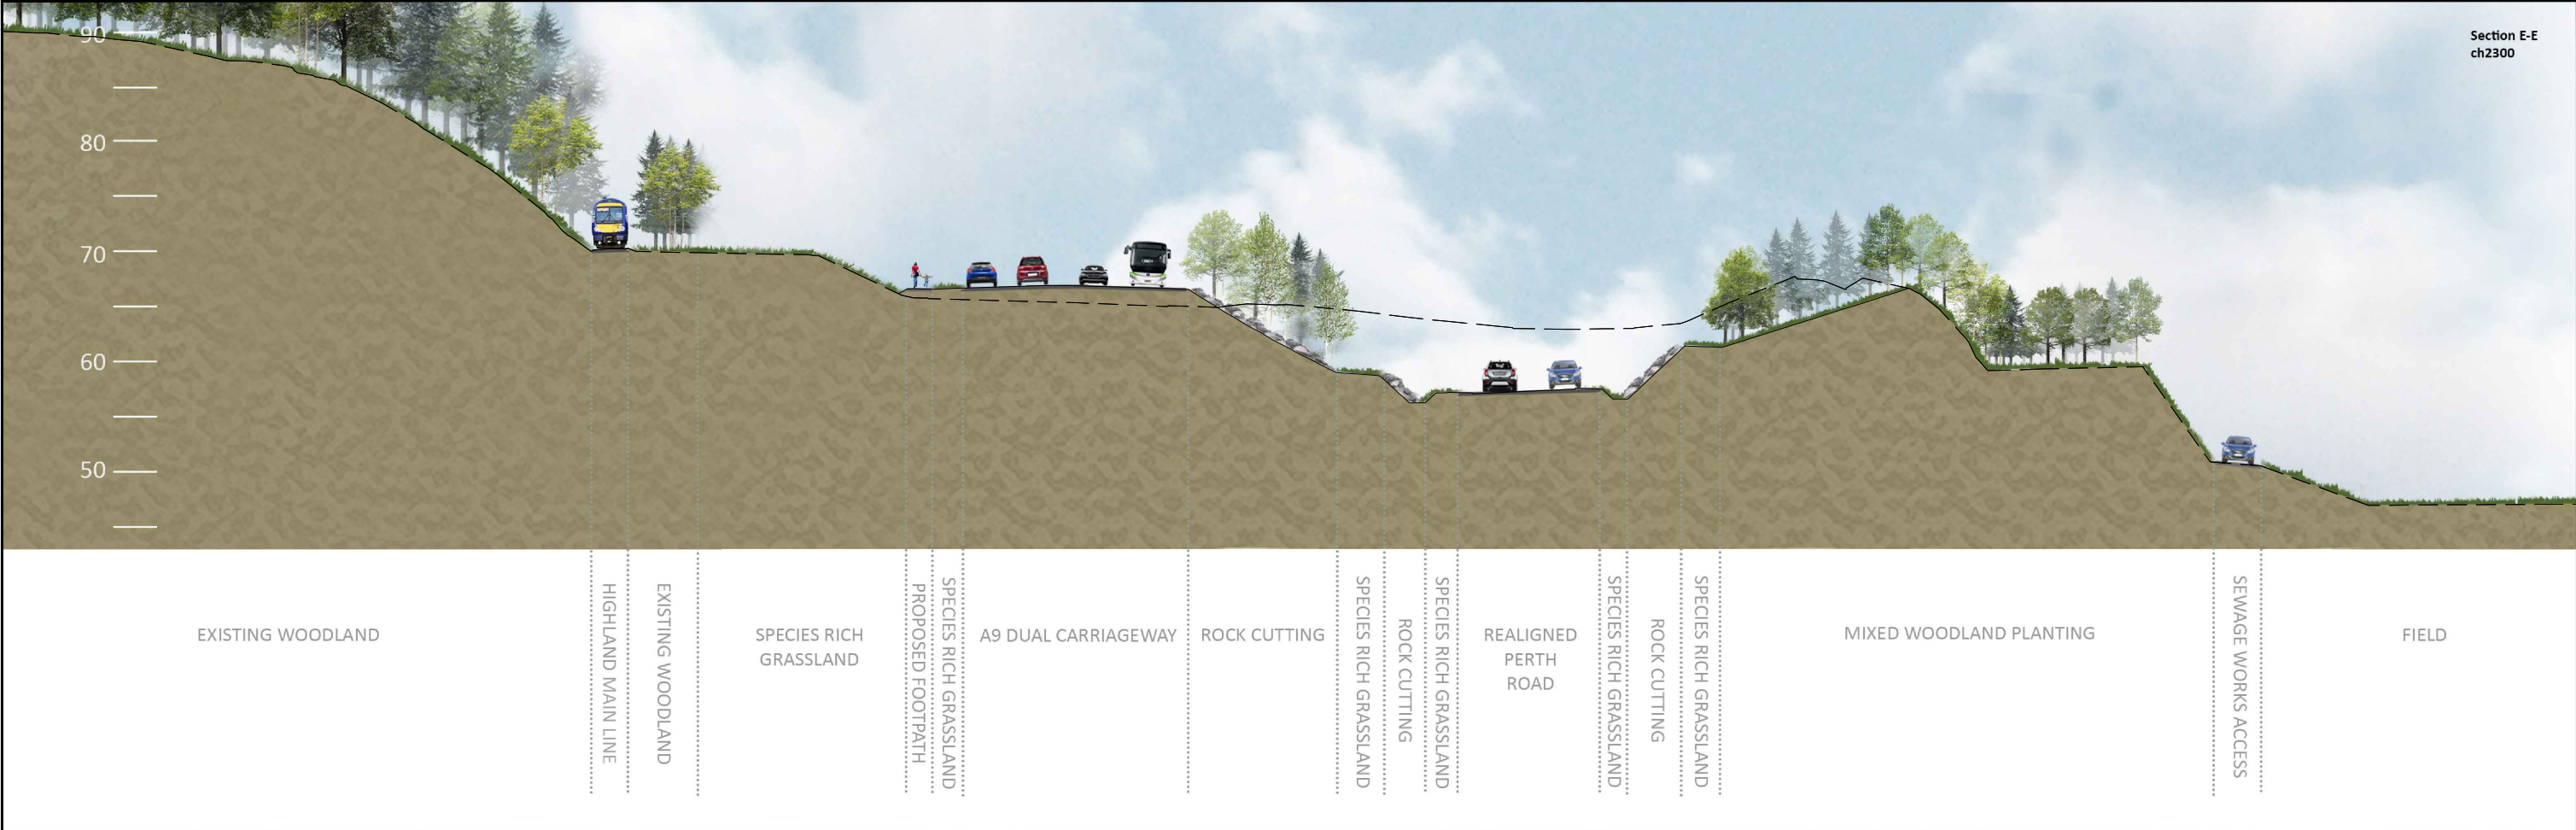 Section E-E
ch2300
90
80
70
60
50
EXISTING WOODLAND
HIGHLAND MAIN LINE
EXISTING WOODLAND
SPECIES RICH
GRASSLAND
PROPOSED FOOTPATH
SPECIES RICH GRASSLAND
A9 DUAL CARRIAGEWAY
ROCK CUTTING
SPECIES RICH GRASSLAND
ROCK CUTTING
SPECIES RICH GRASSLAND
REALIGNED
PERTH
ROAD
SPECIES RICH GRASSLAND
ROCK CUTTING
SPECIES RICH GRASSLAND
MIXED WOODLAND PLANTING
SEWAGE WORKS ACCESS
FIELD